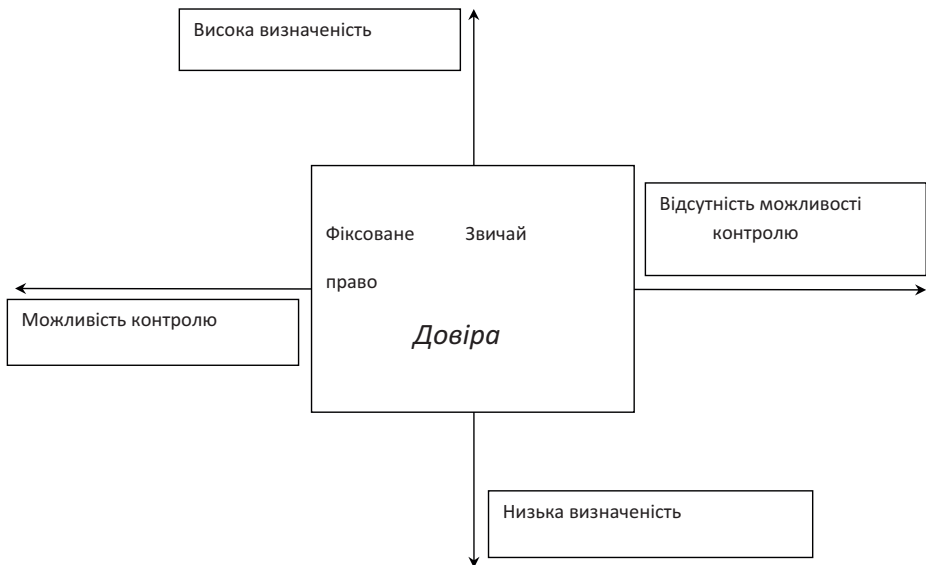 Висока визначеність
Відсутність можливості
контролю
Фіксоване Звичай
право
Можливість контролю
Довіра
Низька визначеність